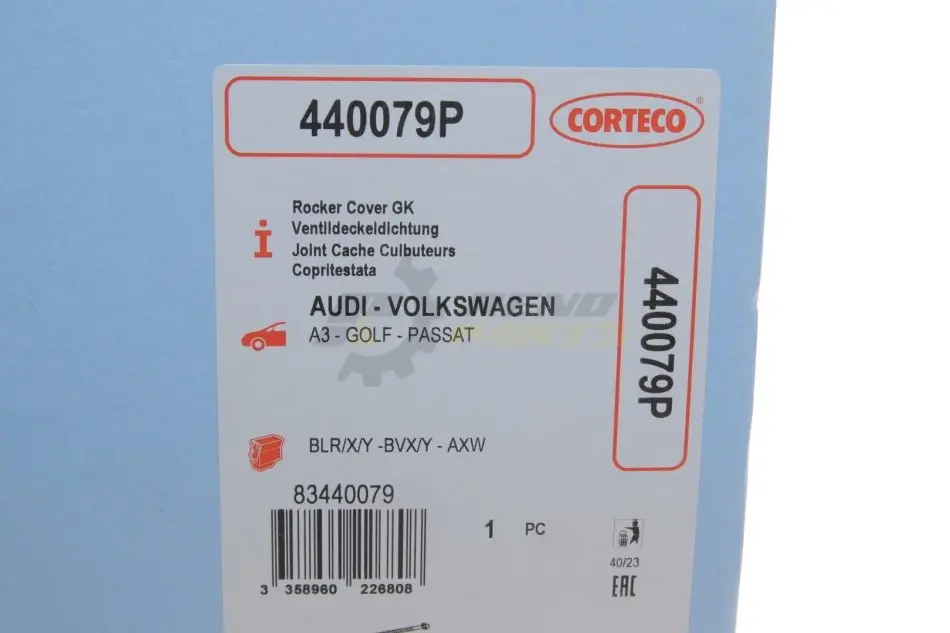 440079P
CORTECO®
440079P
Rocker Cover GK
Ventildeckeldichtung
Joint Cache Culbuteurs
Copritestata
AUDI - VOLKSWAGEN
A3 - GOLF - PASSAT
BLR/X/Y -BVX/Y - AXW
83440079
1 PC
3 358960 226808
40/23
EAC